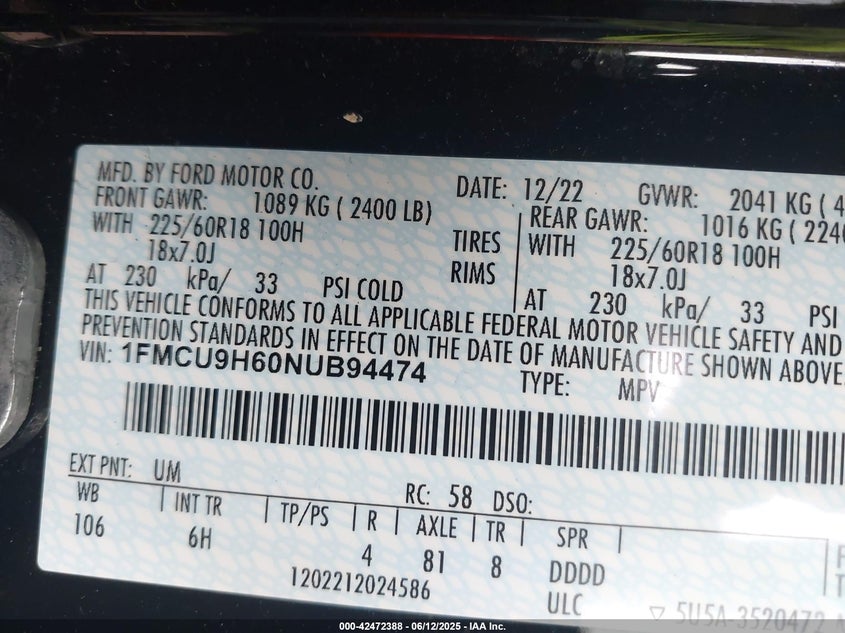 MFD. BY FORD MOTOR CO. DATE: 12/22 GVWR: 2041 KG (
FRONT GAWR: 1089 KG ( 2400 LB) REAR GAWR: 1016 KG (
WITH 225/60R18 100H TIRES WITH 225/60R18 100H
18x7.0J RIMS 18x7.0J
AT 230 kPa/ 33 PSI COLD AT 230 kPa/ 33 PSI
THIS VEHICLE CONFORMS TO ALL APPLICABLE FEDERAL MOTOR VEHICLE SAFETY AND
PREVENTION STANDARDS IN EFFECT ON THE DATE OF MANUFACTURE SHOWN ABOVE.
VIN: 1FMCU9H60NUB94474 TYPE: MPV
EXT PNT: UM RC: 58 DSO:
WB INT TR TP/PS R AXLE TR SPR
106 6H 4 81 8 DDDD
1202212024586 ULC
5U5A-3520472
000-42472388 - 06/12/2025 - IAA Inc.